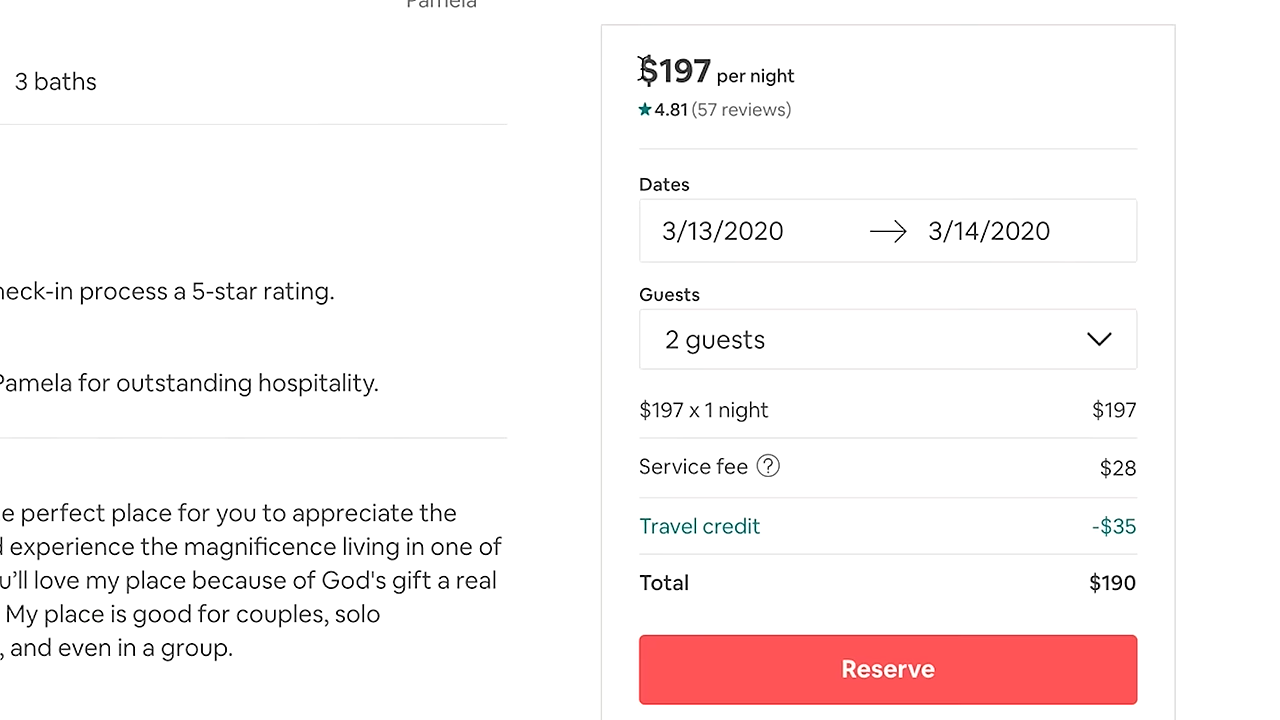 Pamela
3 baths
heck-in process a 5-star rating.
Pamela for outstanding hospitality.
e perfect place for you to appreciate the
d experience the magnificence living in one of
u'll love my place because of God's gift a real
. My place is good for couples, solo
, and even in a group.
$197 per night
★4.81 (57 reviews)
Dates
3/13/2020 → 3/14/2020
Guests
2 guests
$197 x 1 night $197
Service fee ? $28
Travel credit -$35
Total $190
Reserve